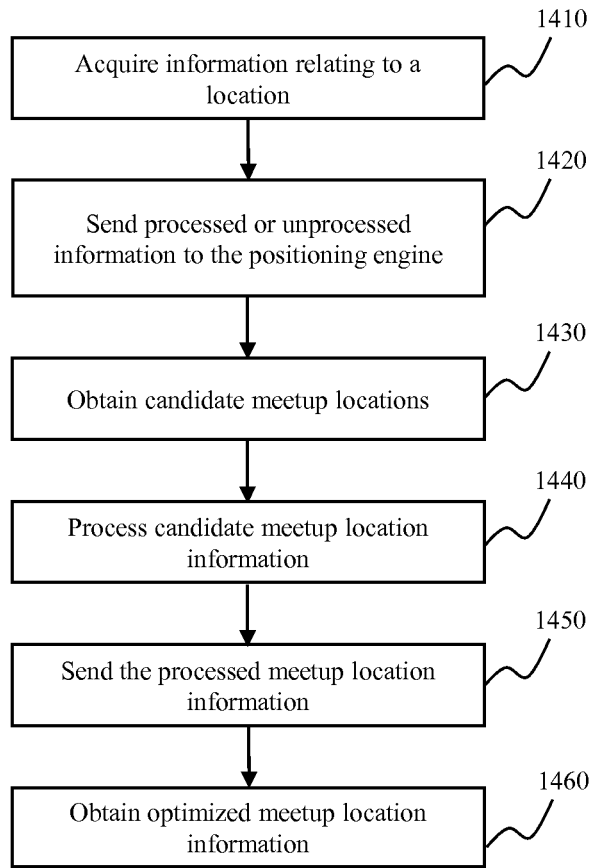 1410
Acquire information relating to a
location
1420
Send processed or unprocessed
information to the positioning engine
1430
Obtain candidate meetup locations
1440
Process candidate meetup location
information
1450
Send the processed meetup location
information
1460
Obtain optimized meetup location
information